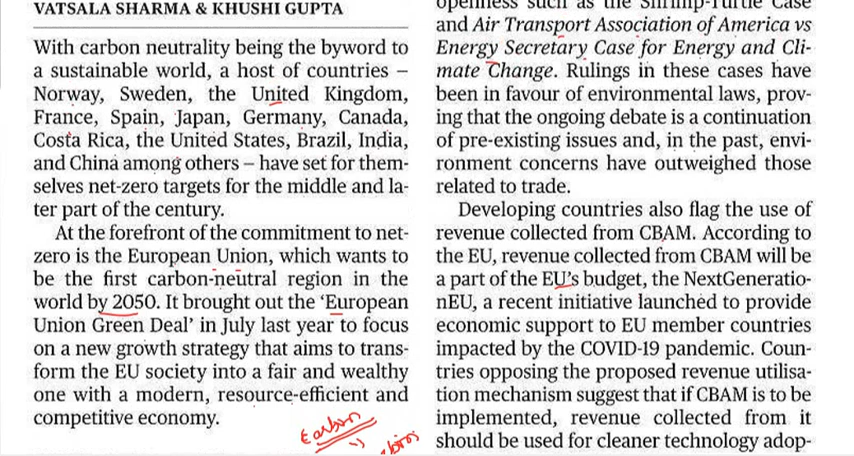 VATSALA SHARMA & KHUSHI GUPTA
With carbon neutrality being the byword to
a sustainable world, a host of countries –
Norway, Sweden, the United Kingdom,
France, Spain, Japan, Germany, Canada,
Costa Rica, the United States, Brazil, India,
and China among others – have set for them-
selves net-zero targets for the middle and la-
ter part of the century.
At the forefront of the commitment to net-
zero is the European Union, which wants to
be the first carbon-neutral region in the
world by 2050. It brought out the ‘European
Union Green Deal’ in July last year to focus
on a new growth strategy that aims to trans-
form the EU society into a fair and wealthy
one with a modern, resource-efficient and
competitive economy.
Carbon
openness such as the Shrimp-Turtle Case
and Air Transport Association of America vs
Energy Secretary Case for Energy and Cli-
mate Change. Rulings in these cases have
been in favour of environmental laws, prov-
ing that the ongoing debate is a continuation
of pre-existing issues and, in the past, envi-
ronment concerns have outweighed those
related to trade.
Developing countries also flag the use of
revenue collected from CBAM. According to
the EU, revenue collected from CBAM will be
a part of the EU’s budget, the NextGeneratio-
nEU, a recent initiative launched to provide
economic support to EU member countries
impacted by the COVID-19 pandemic. Coun-
tries opposing the proposed revenue utilisa-
tion mechanism suggest that if CBAM is to be
implemented, revenue collected from it
should be used for cleaner technology adop-